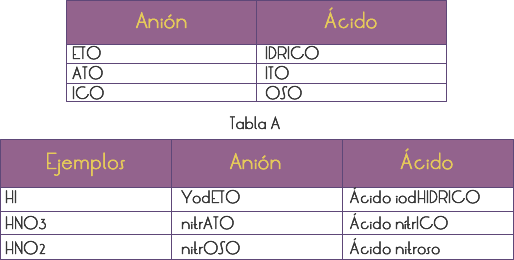 Anión Ácido
ETO IDRICO
ATO ITO
ICO OSO
Tabla A
Ejemplos Anión Ácido
HI YodETO Ácido iodHIDRICO
HNO3 nitrATO Ácido nitrICO
HNO2 nitrOSO Ácido nitroso